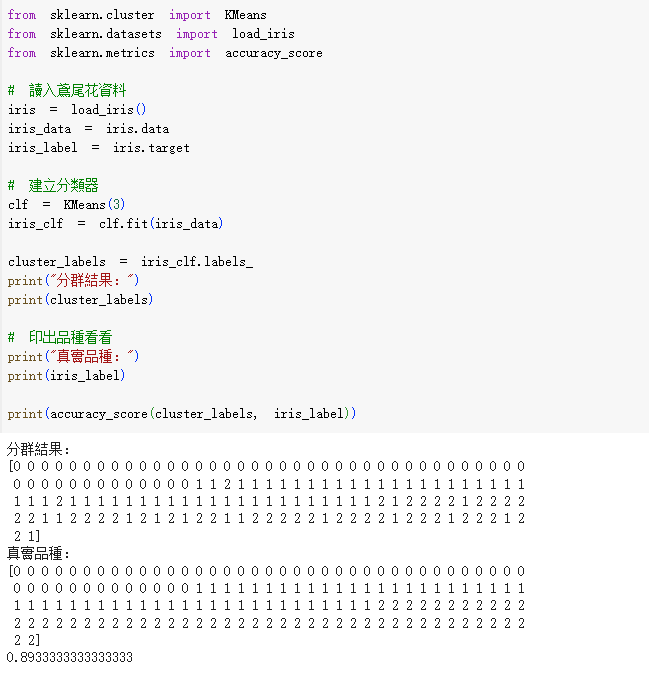 from sklearn.cluster import KMeans
from sklearn.datasets import load_iris
from sklearn.metrics import accuracy_score
# 讀入鳶尾花資料
iris = load_iris()
iris_data = iris.data
iris_label = iris.target
# 建立分類器
clf = KMeans(3)
iris_clf = clf.fit(iris_data)
cluster_labels = iris_clf.labels_
print("分群結果：")
print(cluster_labels)
# 印出品種看看
print("真實品種：")
print(iris_label)
print(accuracy_score(cluster_labels, iris_label))
分群結果：
[0 0 0 0 0 0 0 0 0 0 0 0 0 0 0 0 0 0 0 0 0 0 0 0 0 0 0 0 0 0 0 0 0 0 0 0 0
0 0 0 0 0 0 0 0 0 0 0 0 0 1 1 2 1 1 1 1 1 1 1 1 1 1 1 1 1 1 1 1 1 1 1 1 1
1 1 1 2 1 1 1 1 1 1 1 1 1 1 1 1 1 1 1 1 1 1 1 1 1 1 2 1 2 2 2 2 1 2 2 2 2
2 2 1 1 2 2 2 2 1 2 1 2 1 2 2 1 1 2 2 2 2 2 1 2 2 2 2 1 2 2 2 1 2 2 2 1 2
2 1]
真實品種：
[0 0 0 0 0 0 0 0 0 0 0 0 0 0 0 0 0 0 0 0 0 0 0 0 0 0 0 0 0 0 0 0 0 0 0 0 0
0 0 0 0 0 0 0 0 0 0 0 0 0 1 1 1 1 1 1 1 1 1 1 1 1 1 1 1 1 1 1 1 1 1 1 1 1
1 1 1 1 1 1 1 1 1 1 1 1 1 1 1 1 1 1 1 1 1 1 1 1 1 1 2 2 2 2 2 2 2 2 2 2 2
2 2 2 2 2 2 2 2 2 2 2 2 2 2 2 2 2 2 2 2 2 2 2 2 2 2 2 2 2 2 2 2 2 2 2 2 2
2 2]
0.8933333333333333